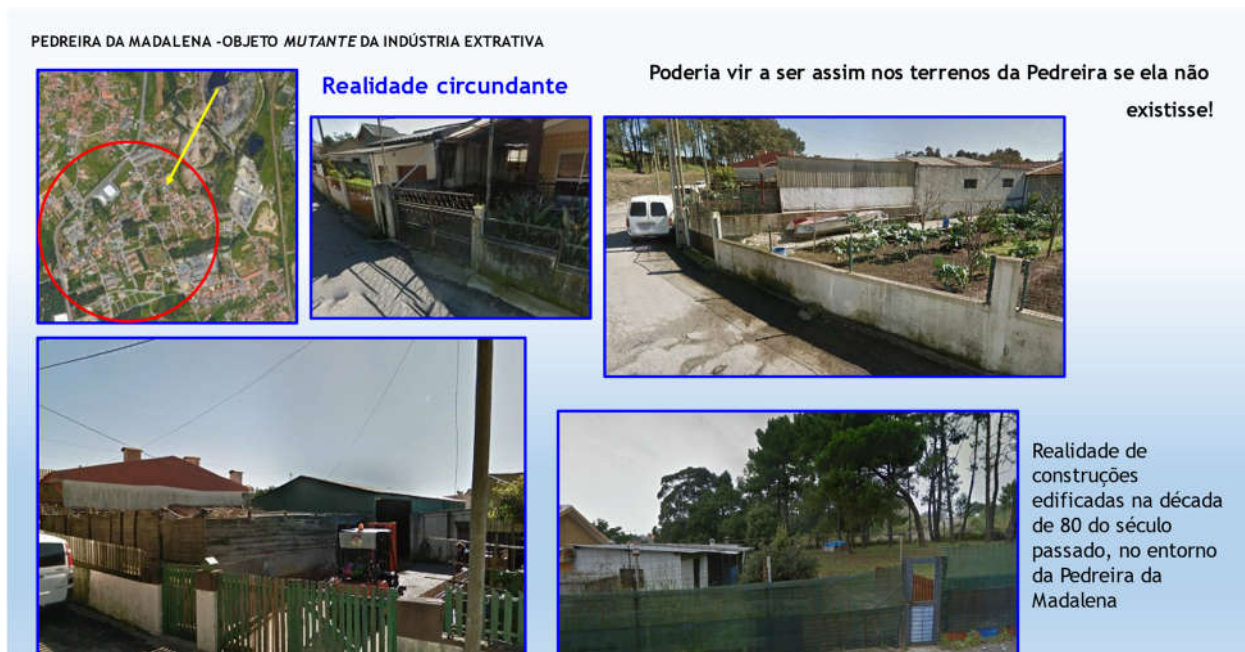 PEDREIRA DA MADALENA -OBJETO MUTANTE DA INDÚSTRIA EXTRATIVA
Realidade circundante
Poderia vir a ser assim nos terrenos da Pedreira se ela não
existisse!
Realidade de
construções
edificadas na década
de 80 do século
passado, no entorno
da Pedreira da
Madalena